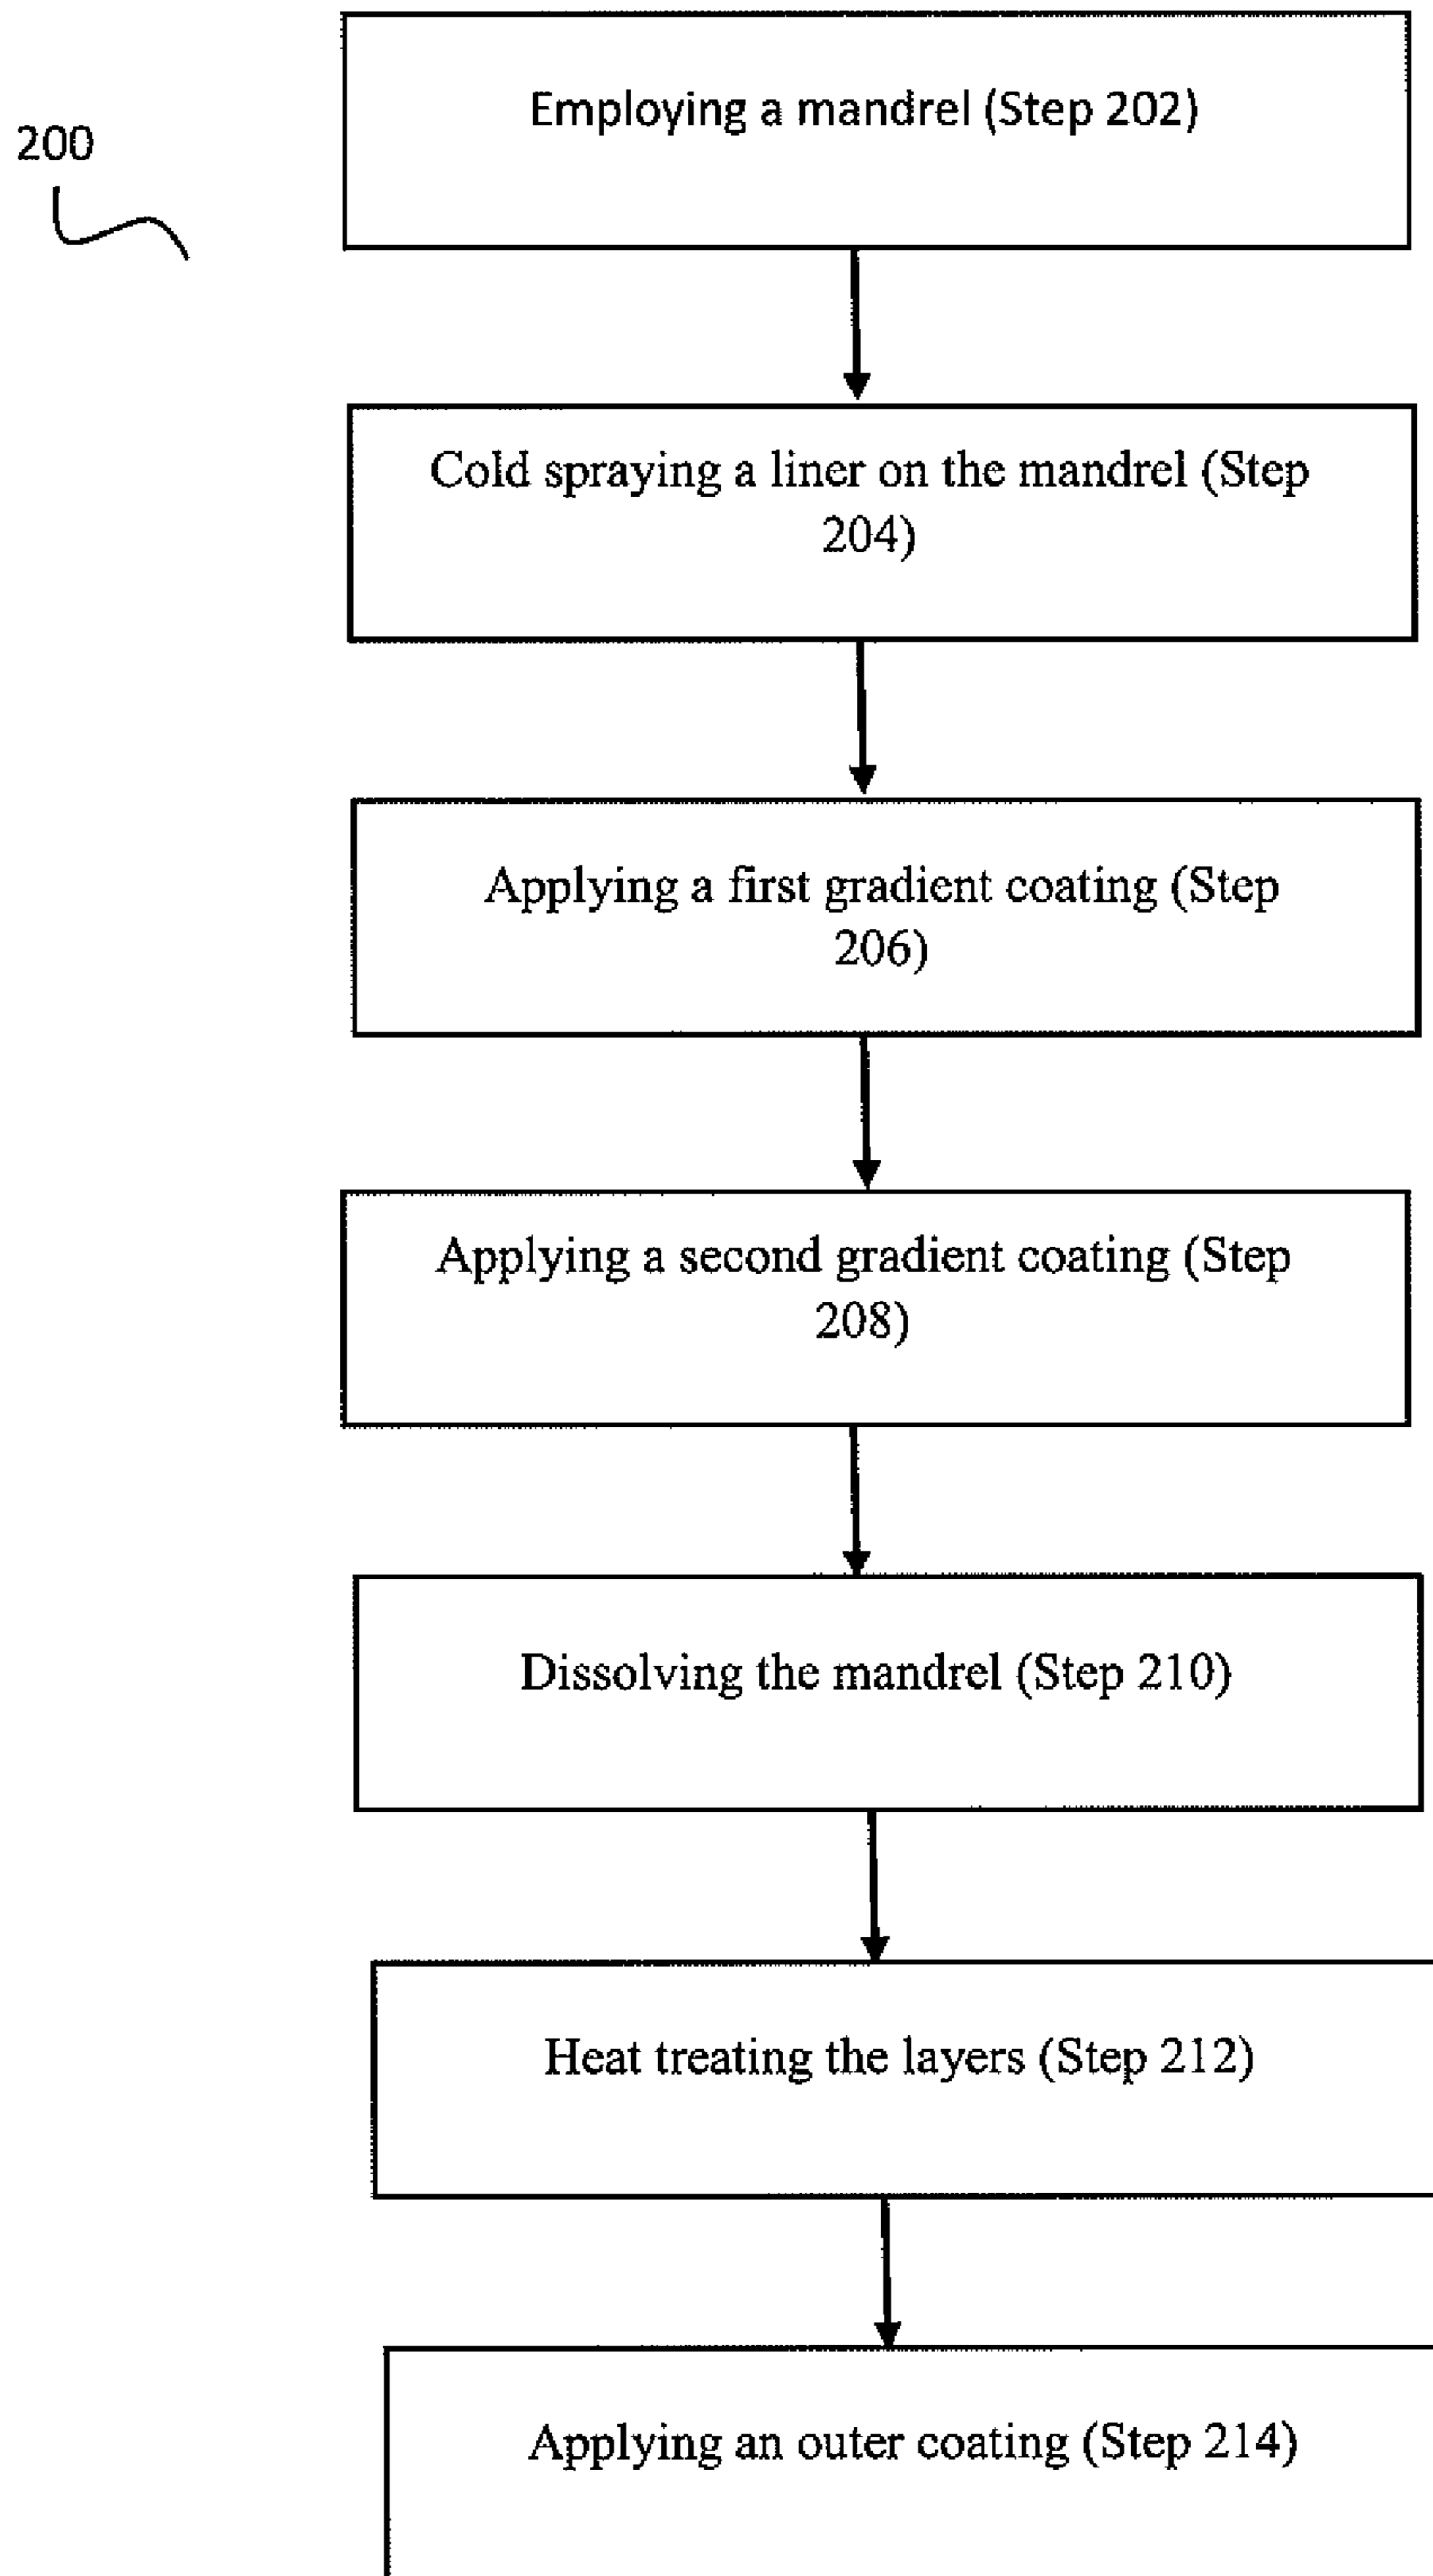 200
Employing a mandrel (Step 202)
Cold spraying a liner on the mandrel (Step
204)
Applying a first gradient coating (Step
206)
Applying a second gradient coating (Step
208)
Dissolving the mandrel (Step 210)
Heat treating the layers (Step 212)
Applying an outer coating (Step 214)